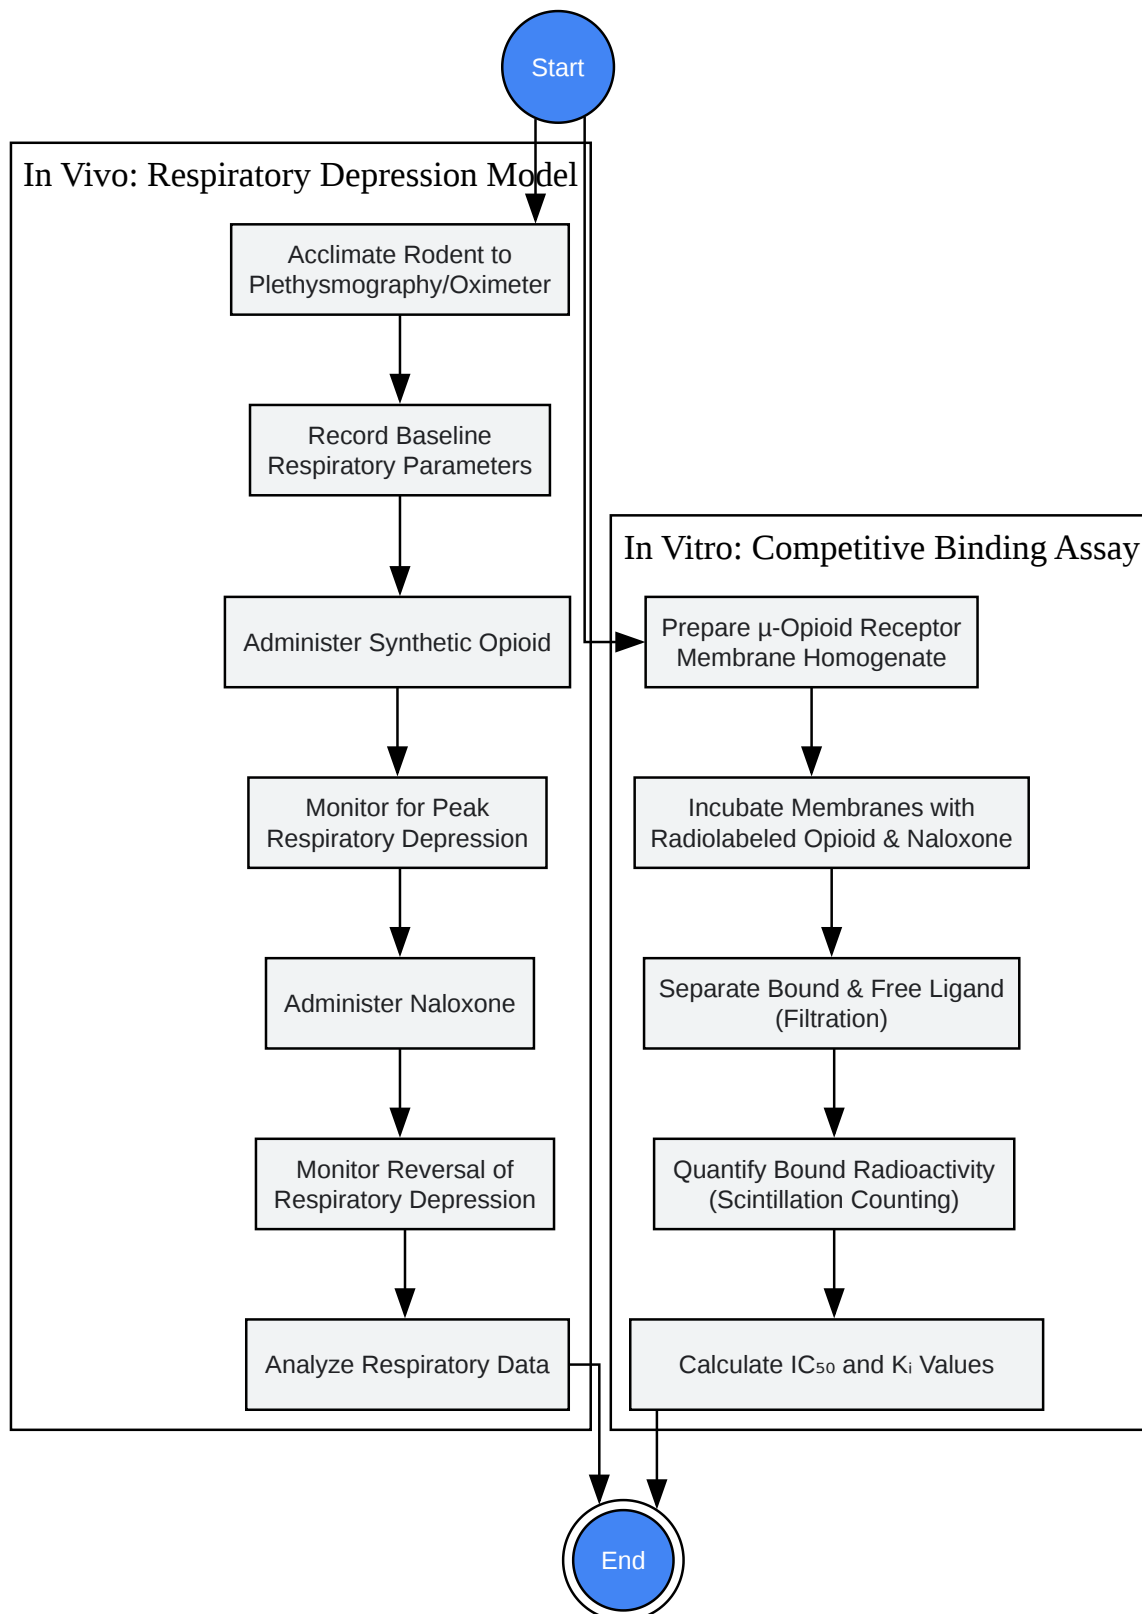 Start
In Vivo: Respiratory Depression Model
Acclimate Rodent to
Plethysmography/Oximeter
Record Baseline
Respiratory Parameters
Administer Synthetic Opioid
Monitor for Peak
Respiratory Depression
Administer Naloxone
Monitor Reversal of
Respiratory Depression
Analyze Respiratory Data
In Vitro: Competitive Binding Assay
Prepare µ-Opioid Receptor
Membrane Homogenate
Incubate Membranes with
Radiolabeled Opioid & Naloxone
Separate Bound & Free Ligand
(Filtration)
Quantify Bound Radioactivity
(Scintillation Counting)
Calculate IC₅₀ and Kᵢ Values
End